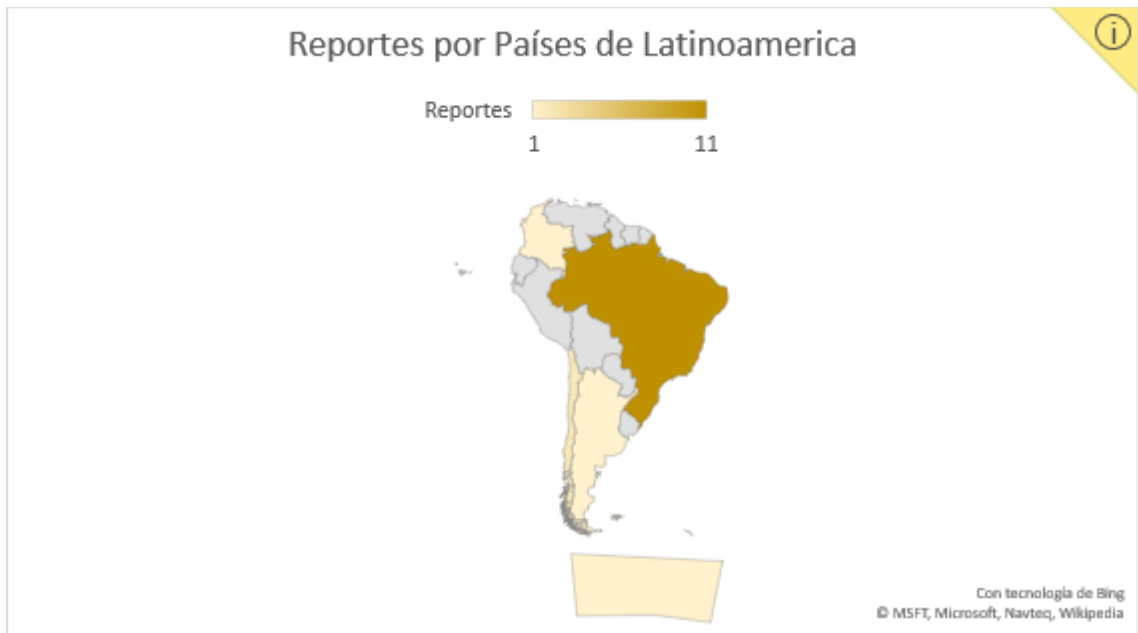 Reportes por Países de Latinoamerica
Reportes
1 11
Con tecnología de Bing
© MSFT, Microsoft, Navteq, Wikipedia